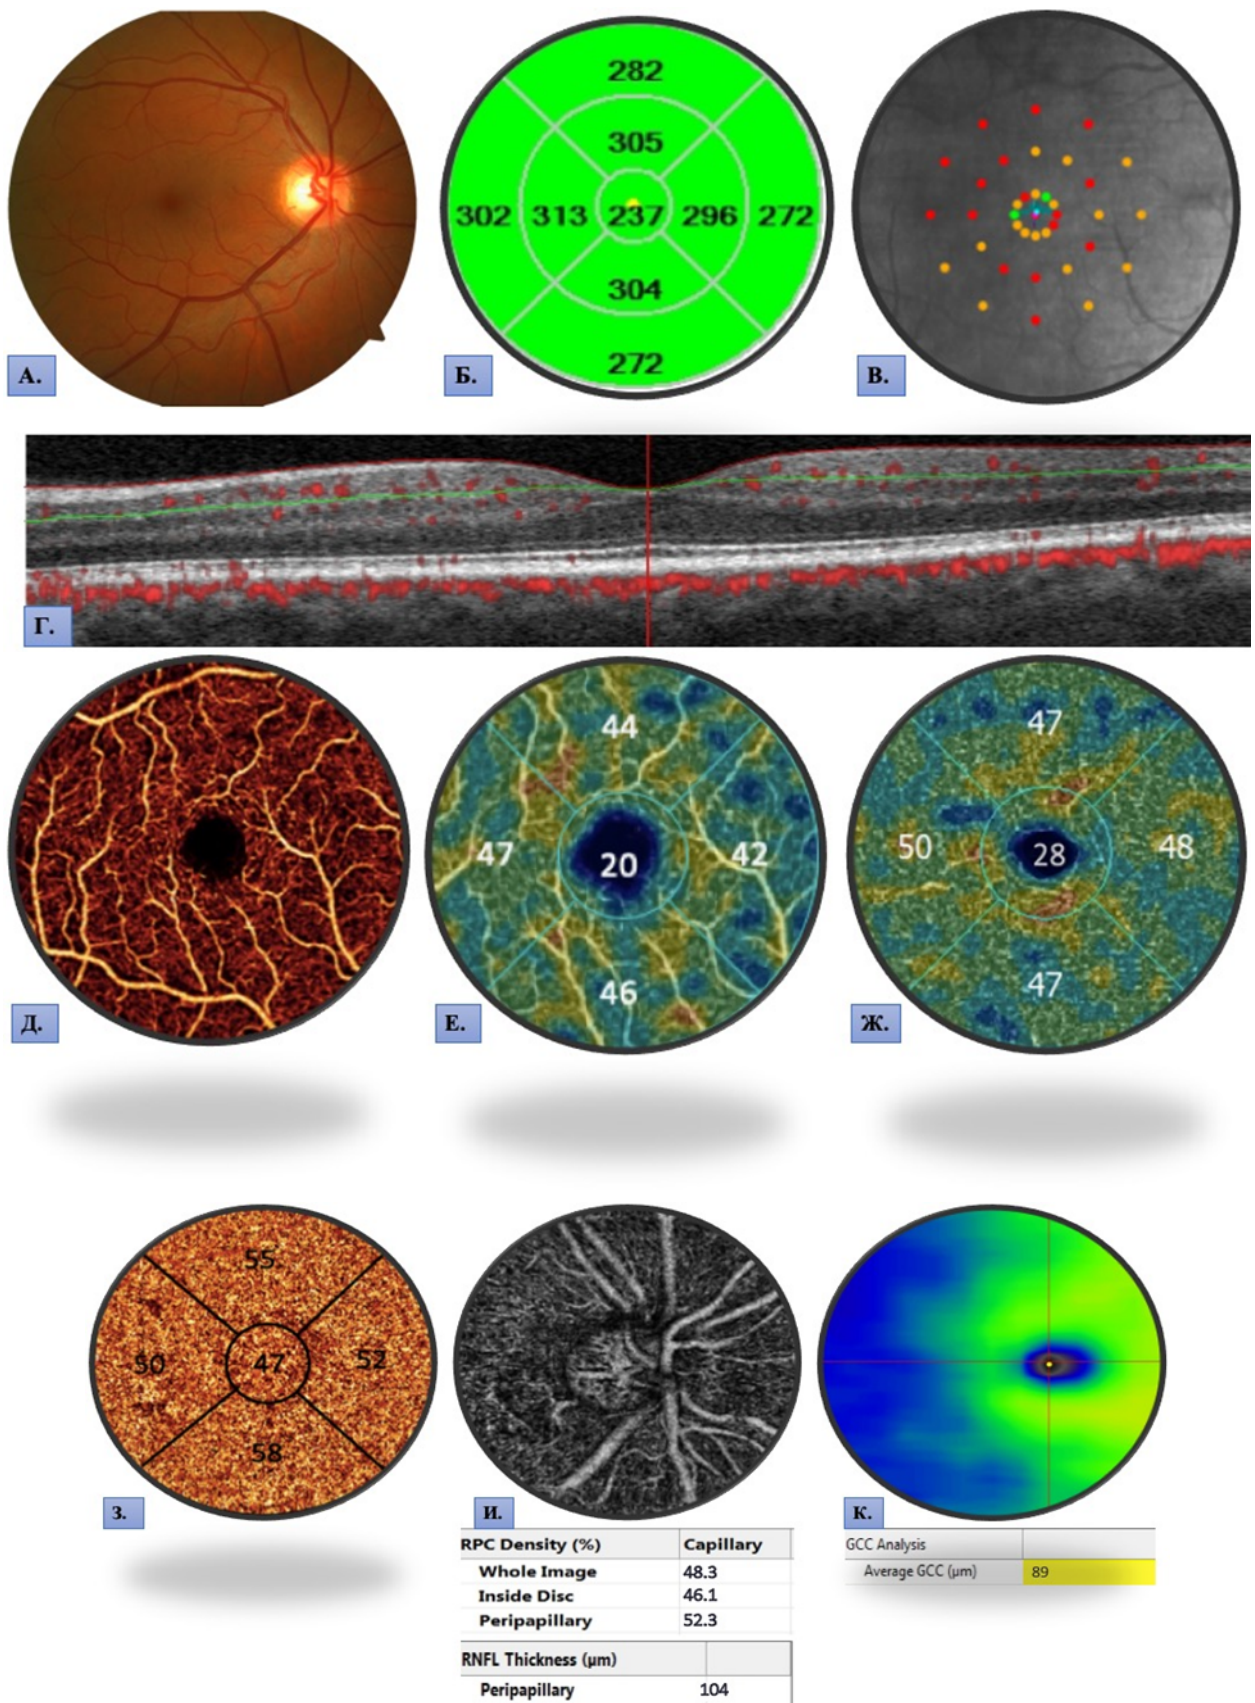 282
305
302 313 237 296 272
304
272
А.
Б.
В.
Г.
44
47 20 42
46
47
50 28 48
47
Д.
Е.
Ж.
55
50 47 52
58
З.
И.
К.
RPC Density (%) Capillary
Whole Image 48.3
Inside Disc 46.1
Peripapillary 52.3
RNFL Thickness (µm)
Peripapillary 104
GCC Analysis
Average GCC (µm) 89